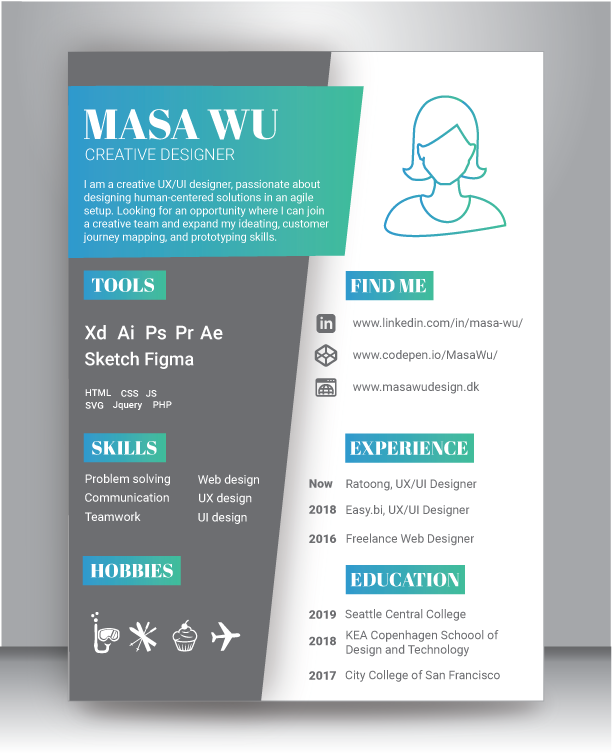 MASA WU
CREATIVE DESIGNER
I am a creative UX/UI designer, passionate about
designing human-centered solutions in an agile
setup. Looking for an opportunity where I can join
a creative team and expand my ideating, customer
journey mapping, and prototyping skills.
TOOLS
Xd Ai Ps Pr Ae
Sketch Figma
HTML CSS JS
SVG Jquery PHP
SKILLS
Problem solving Web design
Communication UX design
Teamwork UI design
HOBBIES
FIND ME
in www.linkedin.com/in/masa-wu/
www.codepen.io/MasaWu/
www.masawudesign.dk
EXPERIENCE
Now Ratoong, UX/UI Designer
2018 Easy.bi, UX/UI Designer
2016 Freelance Web Designer
EDUCATION
2019 Seattle Central College
2018 KEA Copenhagen Schoool of
Design and Technology
2017 City College of San Francisco